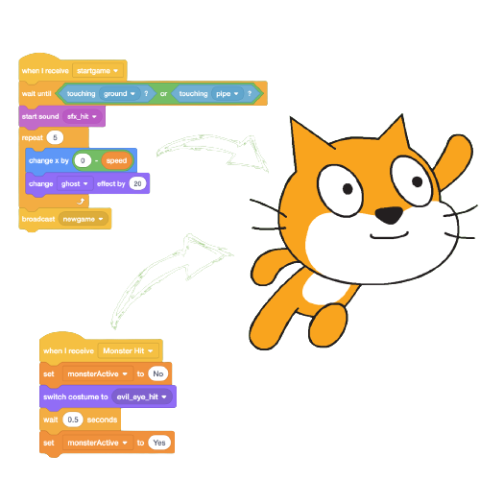 when I receive startgame
wait until touching ground ? or touching pipe ?
start sound sfx_hit
repeat 5
change x by 0 - speed
change ghost effect by 20
broadcast newgame
when I receive Monster Hit
set monsterActive to No
switch costume to evil_eye_hit
wait 0.5 seconds
set monsterActive to Yes